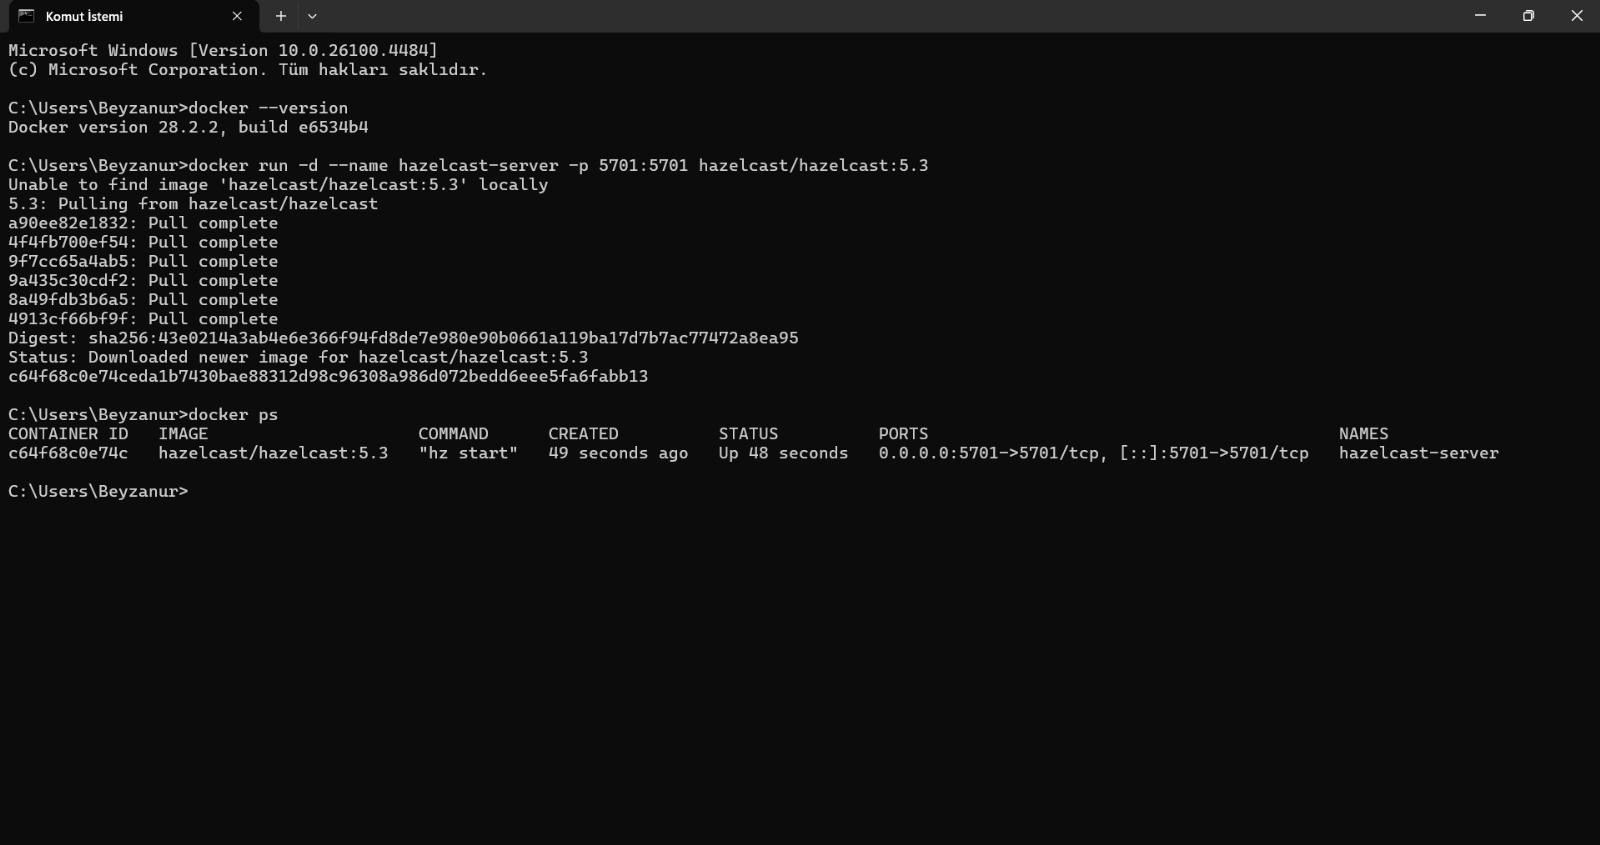 Komut İstemi
Microsoft Windows [Version 10.0.26100.4484]
(c) Microsoft Corporation. Tüm hakları saklıdır.
C:\Users\Beyzanur>docker --version
Docker version 28.2.2, build e6534b4
C:\Users\Beyzanur>docker run -d --name hazelcast-server -p 5701:5701 hazelcast/hazelcast:5.3
Unable to find image 'hazelcast/hazelcast:5.3' locally
5.3: Pulling from hazelcast/hazelcast
a90ee82e1832: Pull complete
4f4fb700ef54: Pull complete
9f7cc65a4ab5: Pull complete
9a435c30cdf2: Pull complete
8a49fdb3b6a5: Pull complete
4913cf66bf9f: Pull complete
Digest: sha256:43e0214a3ab4e6e366f94fd8de7e980e90b0661a119ba17d7b7ac77472a8ea95
Status: Downloaded newer image for hazelcast/hazelcast:5.3
c64f68c0e74ceda1b7430bae88312d98c96308a986d072bedd6eee5fa6fabb13
C:\Users\Beyzanur>docker ps
CONTAINER ID   IMAGE                     COMMAND      CREATED          STATUS          PORTS                                         NAMES
c64f68c0e74c   hazelcast/hazelcast:5.3   "hz start"   49 seconds ago   Up 48 seconds   0.0.0.0:5701->5701/tcp, [::]:5701->5701/tcp   hazelcast-server
C:\Users\Beyzanur>